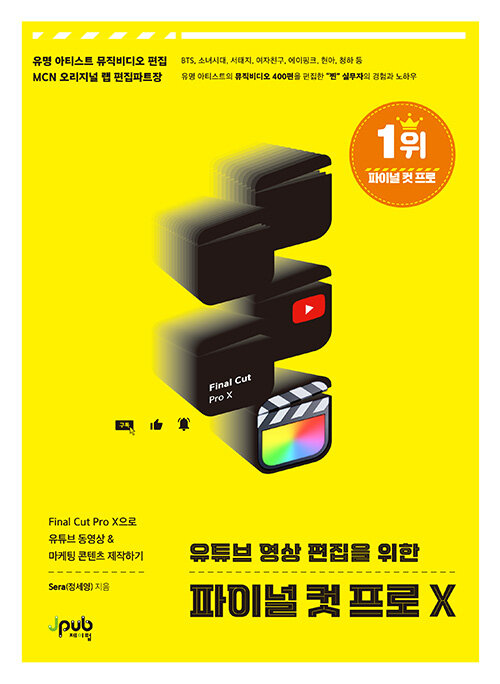 유명 아티스트 뮤직비디오 편집
MCN 오리지널 랩 편집파트장
BTS, 소녀시대, 서태지, 여자친구, 에이핑크, 현아, 청하 등
유명 아티스트의 뮤직비디오 400편을 편집한 "찐" 실무자의 경험과 노하우
1위
파이널 컷 프로
Final Cut
Pro X
구독
Final Cut Pro X으로
유튜브 동영상 &
마케팅 콘텐츠 제작하기
Sera(정세영) 지음
유튜브 영상 편집을 위한
파이널 컷 프로 X
Jpub
제이펍